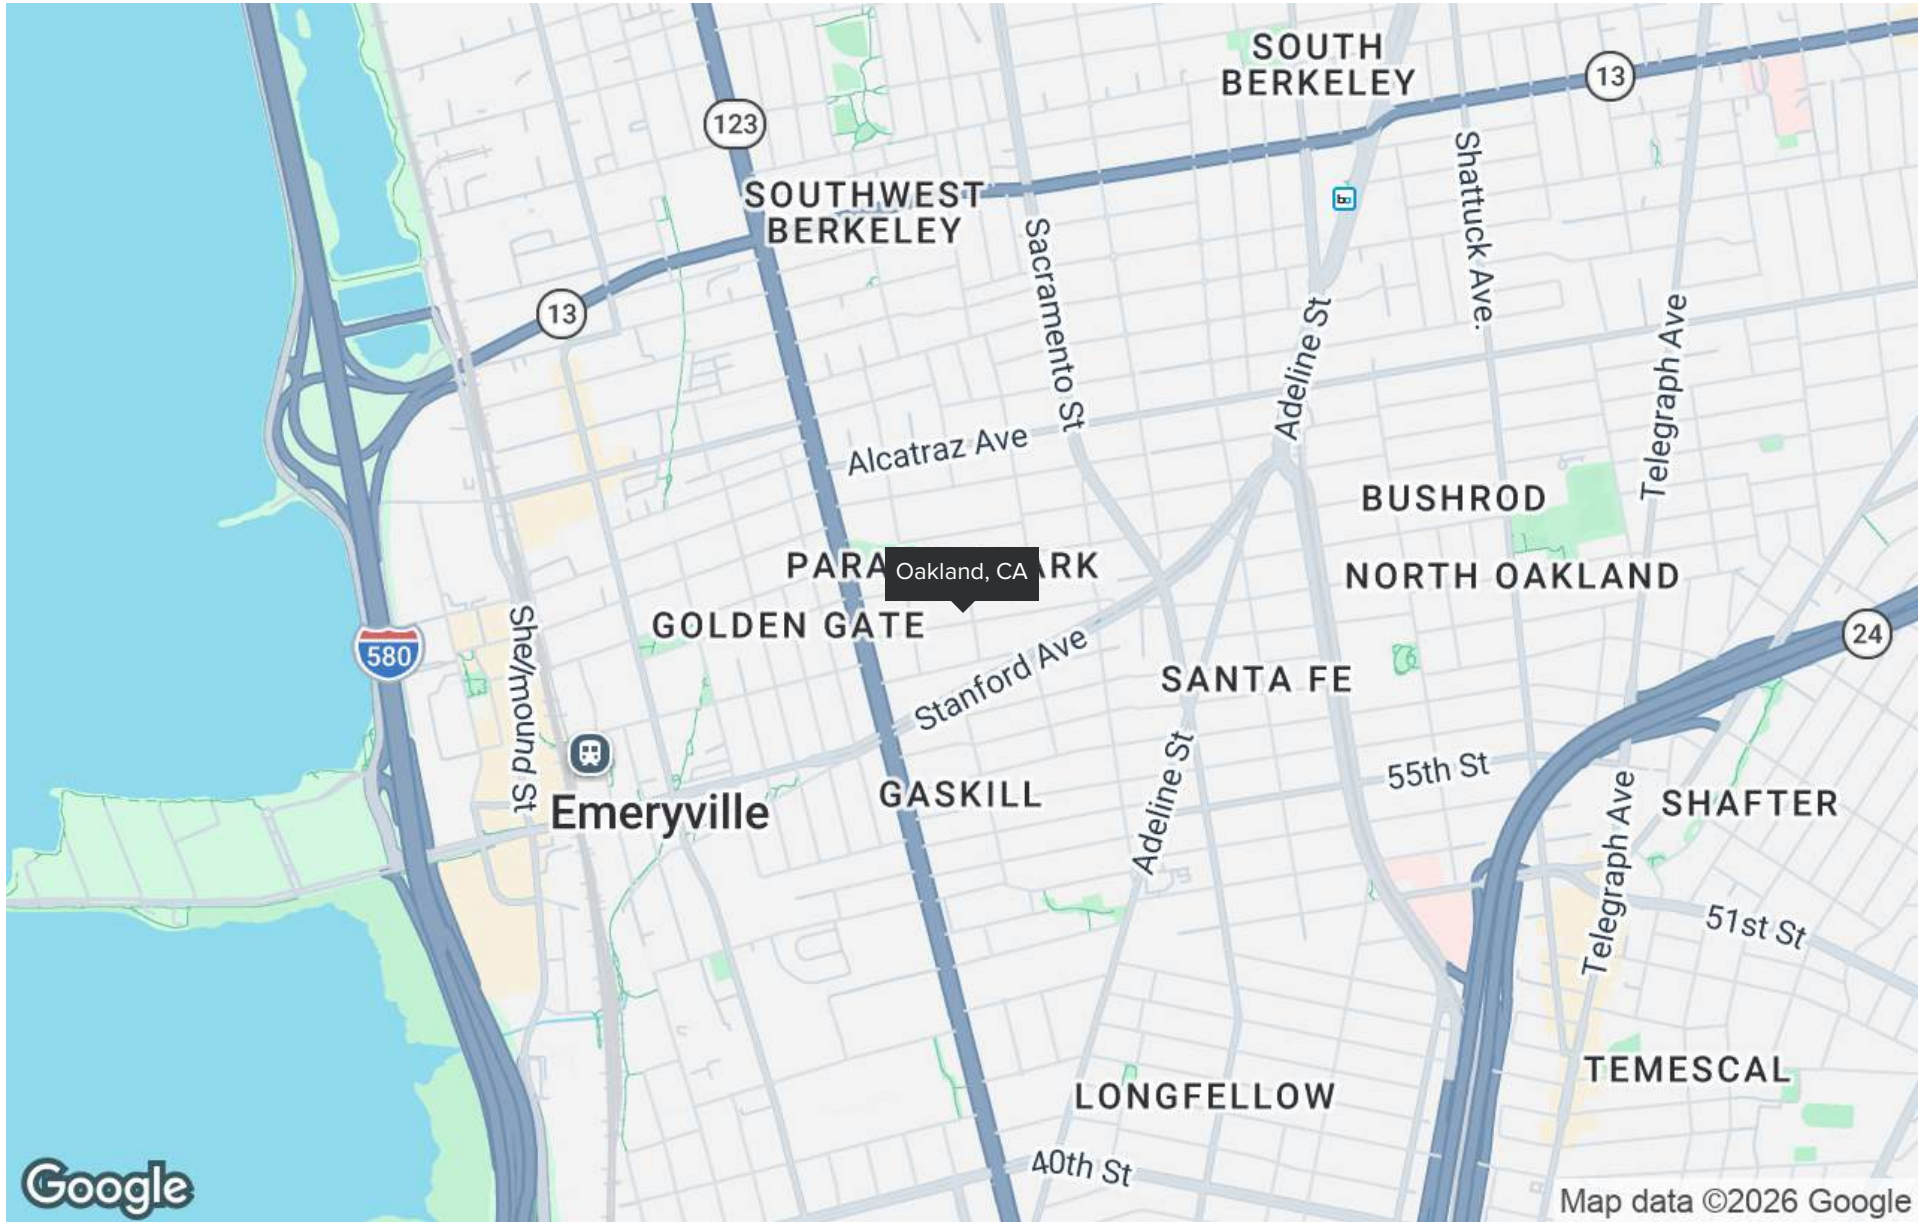 SOUTH
BERKELEY
13
123
Shattuck Ave.
SOUTHWEST
BERKELEY
Sacramento St
13
Adeline St
Telegraph Ave
Alcatraz Ave
BUSHROD
PARA
ARK
Oakland, CA
NORTH OAKLAND
GOLDEN GATE
24
580
Shellmound St
Stanford Ave
SANTA FE
55th St
Emeryville
GASKILL
Adeline St
SHAFTER
Telegraph Ave
51st St
TEMESCAL
LONGFELLOW
40th St
Google
Map data ©2026 Google